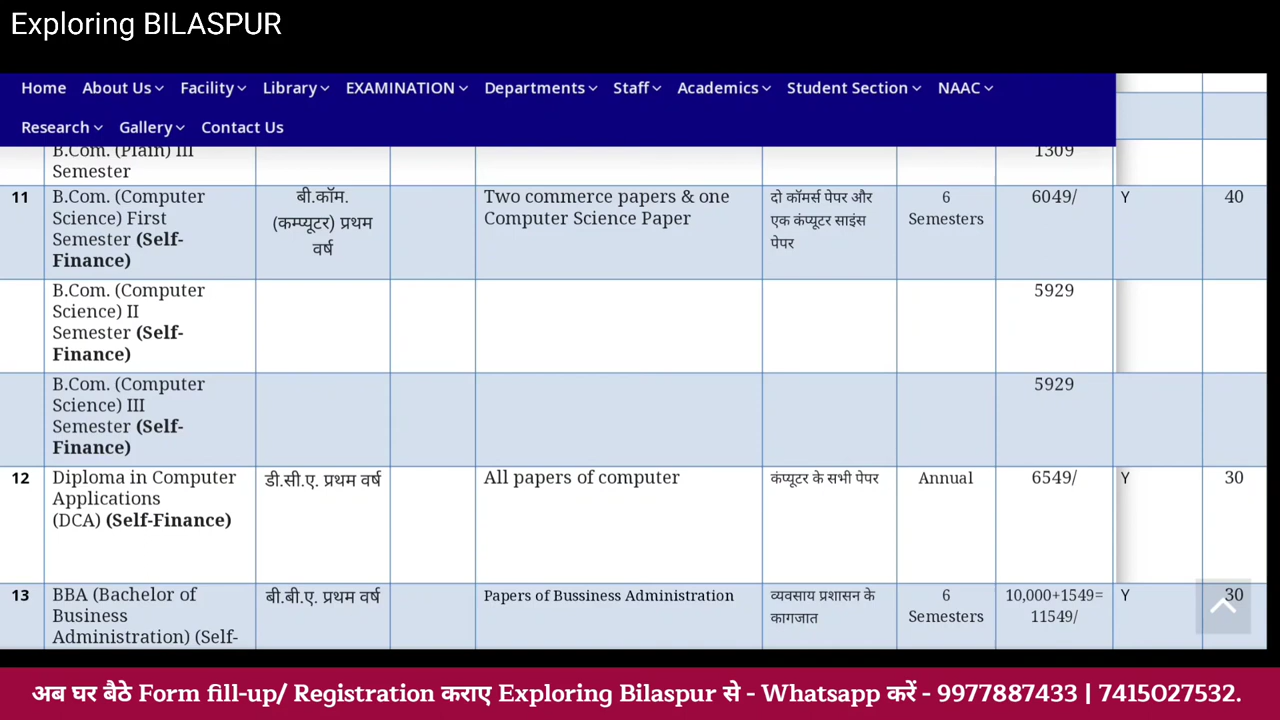 Exploring BILASPUR
Home About Us Facility Library EXAMINATION Departments Staff Academics Student Section NAAC
Research Gallery Contact Us
B.Com. (Plain) III 1309
Semester
11 B.Com. (Computer बी.कॉम. Two commerce papers & one दो कॉमर्स पेपर और 6 6049/ Y 40
Science) First (कम्प्यूटर) प्रथम Computer Science Paper एक कंप्यूटर साइंस Semesters
Semester (Self- वर्ष पेपर
Finance)
B.Com. (Computer 5929
Science) II
Semester (Self-
Finance)
B.Com. (Computer 5929
Science) III
Semester (Self-
Finance)
12 Diploma in Computer डी.सी.ए. प्रथम वर्ष All papers of computer कंप्यूटर के सभी पेपर Annual 6549/ Y 30
Applications
(DCA) (Self-Finance)
13 BBA (Bachelor of बी.बी.ए. प्रथम वर्ष Papers of Bussiness Administration व्यवसाय प्रशासन के 6 10,000+1549= Y 30
Business कागजात Semesters 11549/
Administration) (Self-
अब घर बैठे Form fill-up/ Registration कराए Exploring Bilaspur से - Whatsapp करें - 9977887433 | 7415027532.